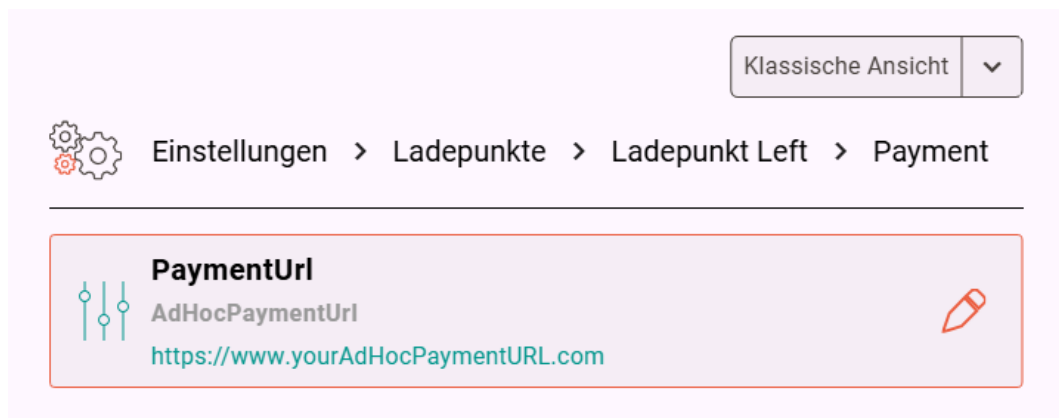 Klassische Ansicht
Einstellungen > Ladepunkte > Ladepunkt Left > Payment
PaymentUrl
AdHocPaymentUrl
https://www.yourAdHocPaymentURL.com